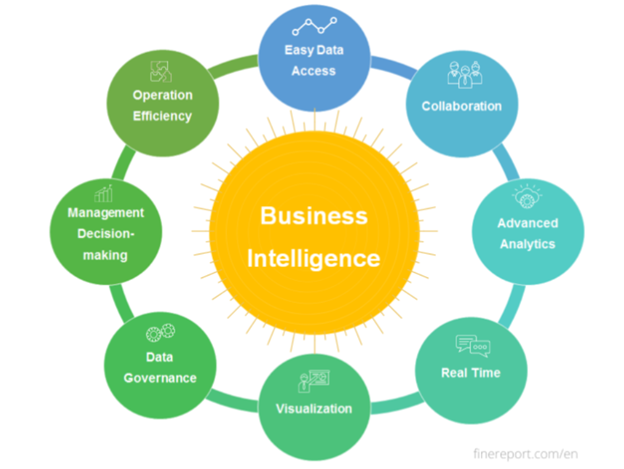 Easy Data
Access
Collaboration
Advanced
Analytics
Real Time
Visualization
Data
Governance
Management
Decision-
making
Operation
Efficiency
Business
Intelligence
finereport.com/en